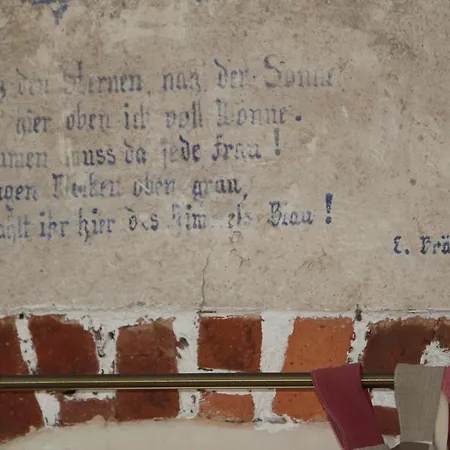 den Sternen, nah der Sonne
hier oben ich voll Wonne.
muss da jede Frau!
oben grau,
ihr hier des Himmels Blau!
E. Brä